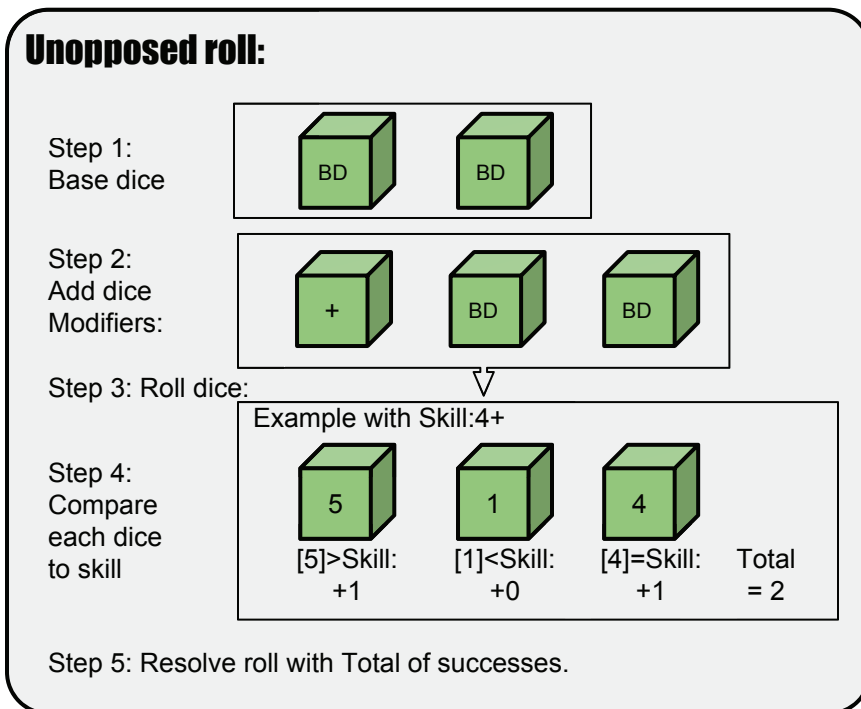 Unopposed roll:
Step 1:
Base dice
BD BD
Step 2:
Add dice
Modifiers:
+ BD BD
Step 3: Roll dice:
Example with Skill:4+
Step 4:
Compare
each dice
to skill
5 1 4
[5]>Skill: [1]<Skill: [4]=Skill: Total
+1 +0 +1 = 2
Step 5: Resolve roll with Total of successes.